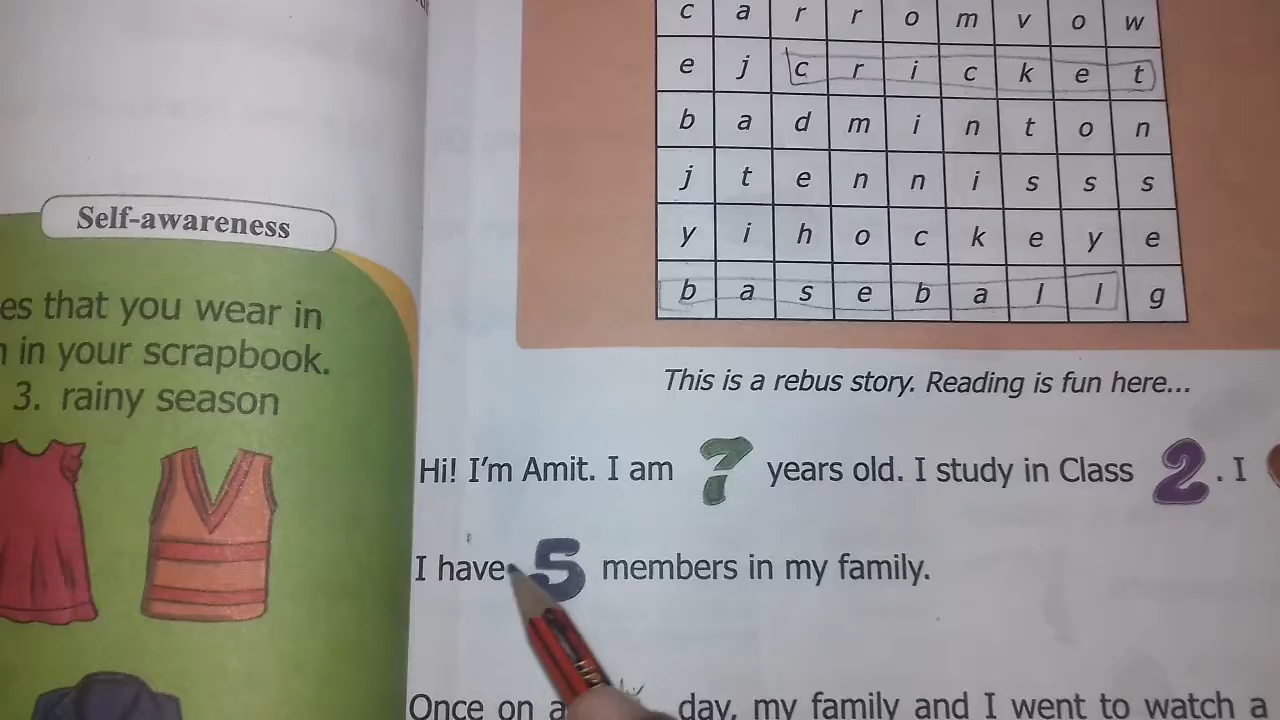 c a r r o m v o w
e j c r i c k e t
b a d m i n t o n
j t e n n i s s s
y i h o c k e y e
b a s e b a l l g
Self-awareness
es that you wear in
in your scrapbook.
3. rainy season
This is a rebus story. Reading is fun here...
Hi! I'm Amit. I am 7 years old. I study in Class 2. I
I have 5 members in my family.
Once on a day, my family and I went to watch a